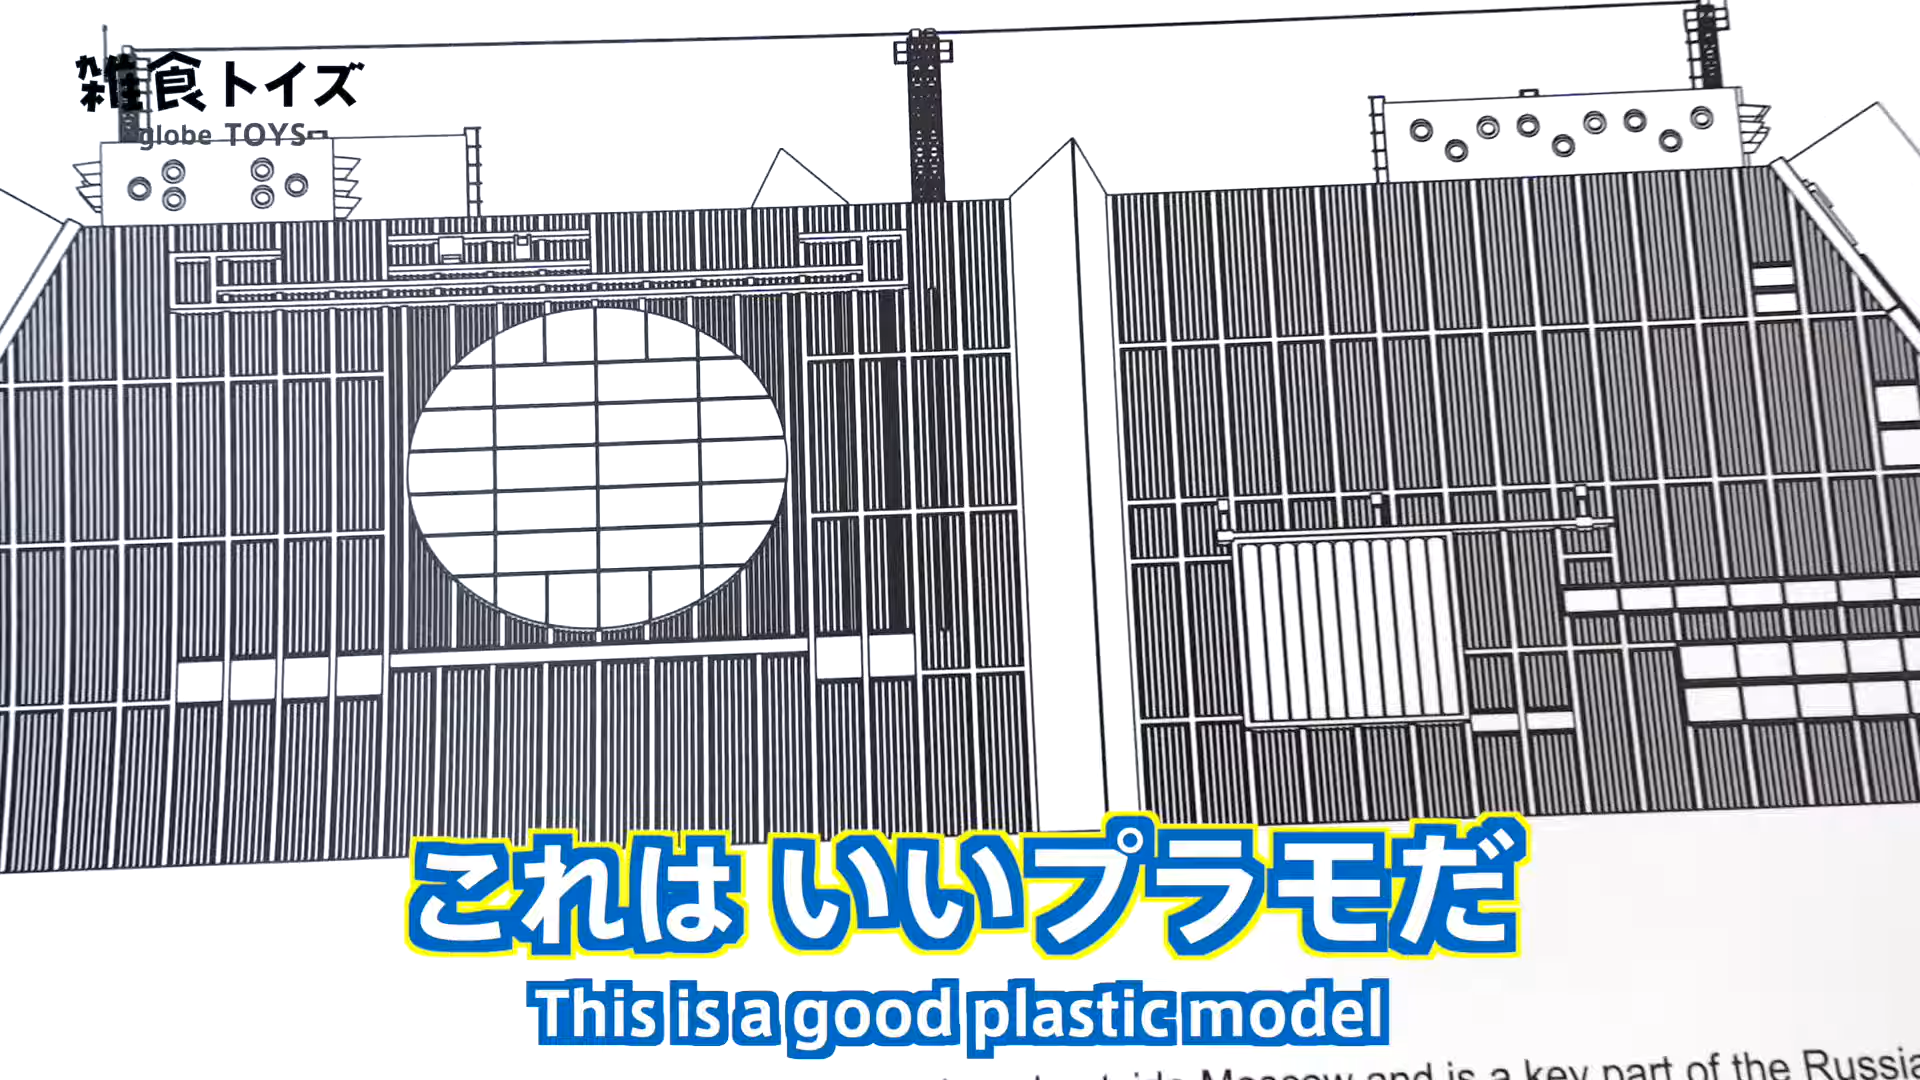 雑食トイズ
globe TOYS
これは いいプラモだ
This is a good plastic model
Moscow and is a key part of the Russia